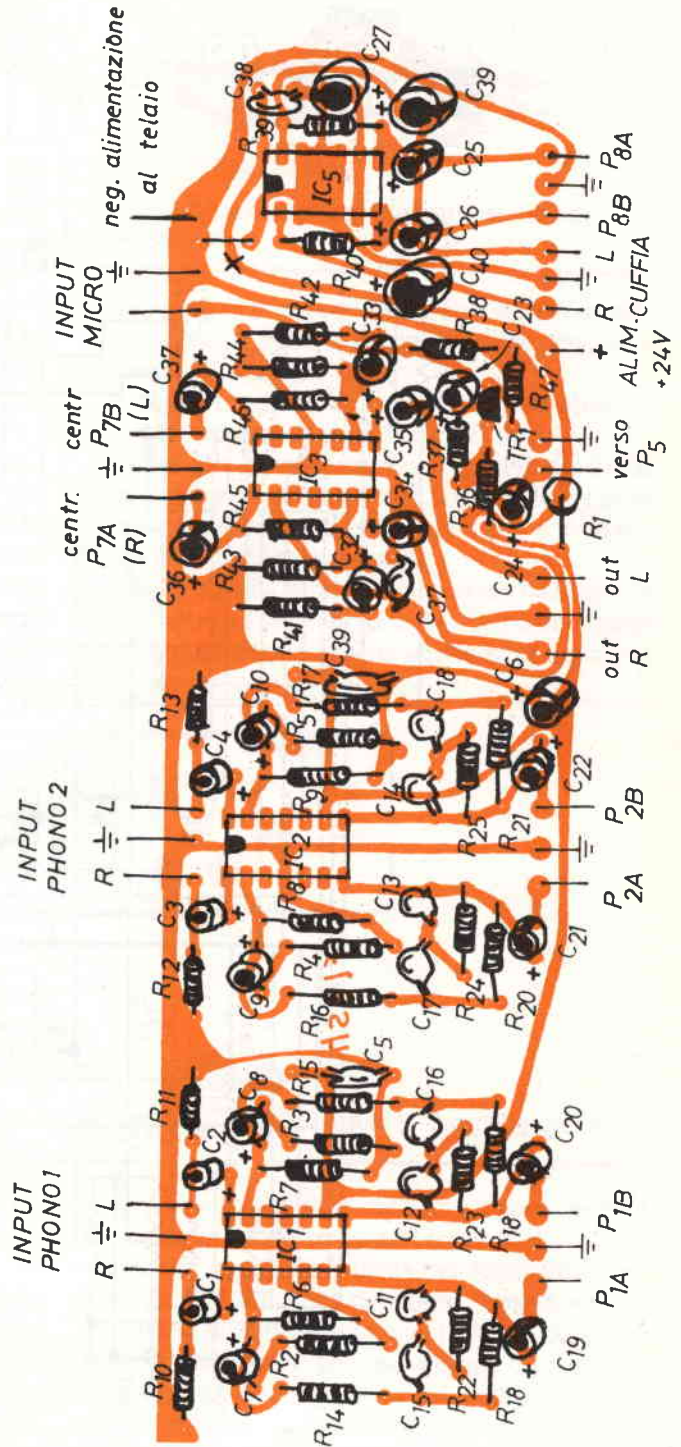 INPUT
PHONO1
R ⏚ L
INPUT
PHONO 2
R ⏚ L
centr.
P7A
(R)
⏚
centr
P7B
(L)
INPUT
MICRO
⏚
neg. alimentazione
al telaio
R10
C1
C2
R11
R12
C3
C4
R13
C36
C37
X
C7
R2
R6
IC1
R7
R3
C8
R15
C5
R14
C15
C11
C12
C16
R22
R18
R23
R18
C19
C20
C9
R16
R4
R8
IC2
R9
R5
C10
R17
C39
C17
C13
C14
C18
R24
R20
R25
R21
C21
C22
C6
R41
R43
R45
IC3
R46
R44
R42
C32
C37
C34
C35
C33
R37
R36
C24
R1
TR1
R47
C23
R38
R40
IC5
R39
C38
C27
C40
C26
C25
C39
P1A
⏚
P1B
P2A
⏚
P2B
out
R
⏚
out
L
verso
P5
⏚
+
ALIM.
+24V
R ⏚ L
CUFFIA
P8B
⏚
P8A